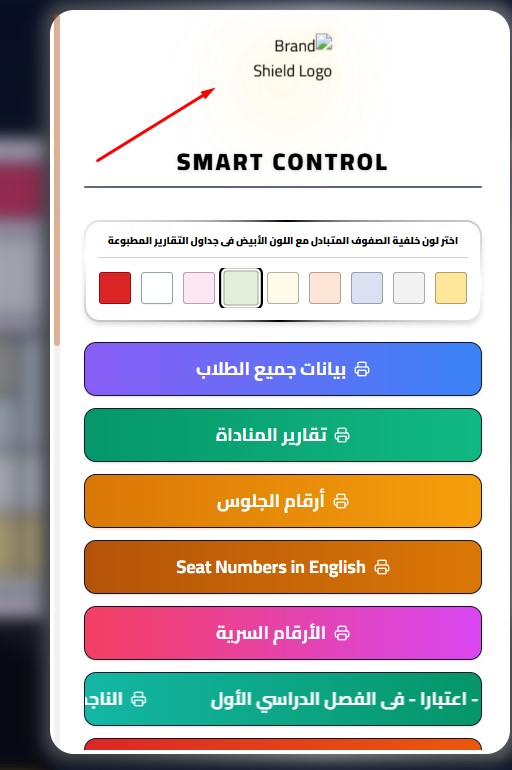 Brand
Shield Logo
SMART CONTROL
اختر لون خلفية الصفوف المتبادل مع اللون الأبيض فى جداول التقارير المطبوعة
بيانات جميع الطلاب
تقارير المناداة
أرقام الجلوس
Seat Numbers in English
الأرقام السرية
- اعتبارا - فى الفصل الدراسي الأول